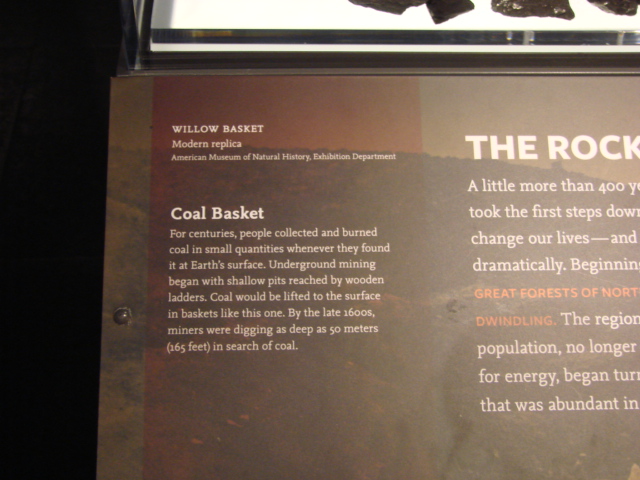 WILLOW BASKET
Modern replica
American Museum of Natural History, Exhibition Department
Coal Basket
For centuries, people collected and burned
coal in small quantities whenever they found
it at Earth's surface. Underground mining
began with shallow pits reached by wooden
ladders. Coal would be lifted to the surface
in baskets like this one. By the late 1600s,
miners were digging as deep as 50 meters
(165 feet) in search of coal.
THE ROCK
A little more than 400
took the first steps
change our lives—and
dramatically.
GREAT FORESTS OF
DWINDLING. The region
population, no longer
for energy, began
that was abundant in